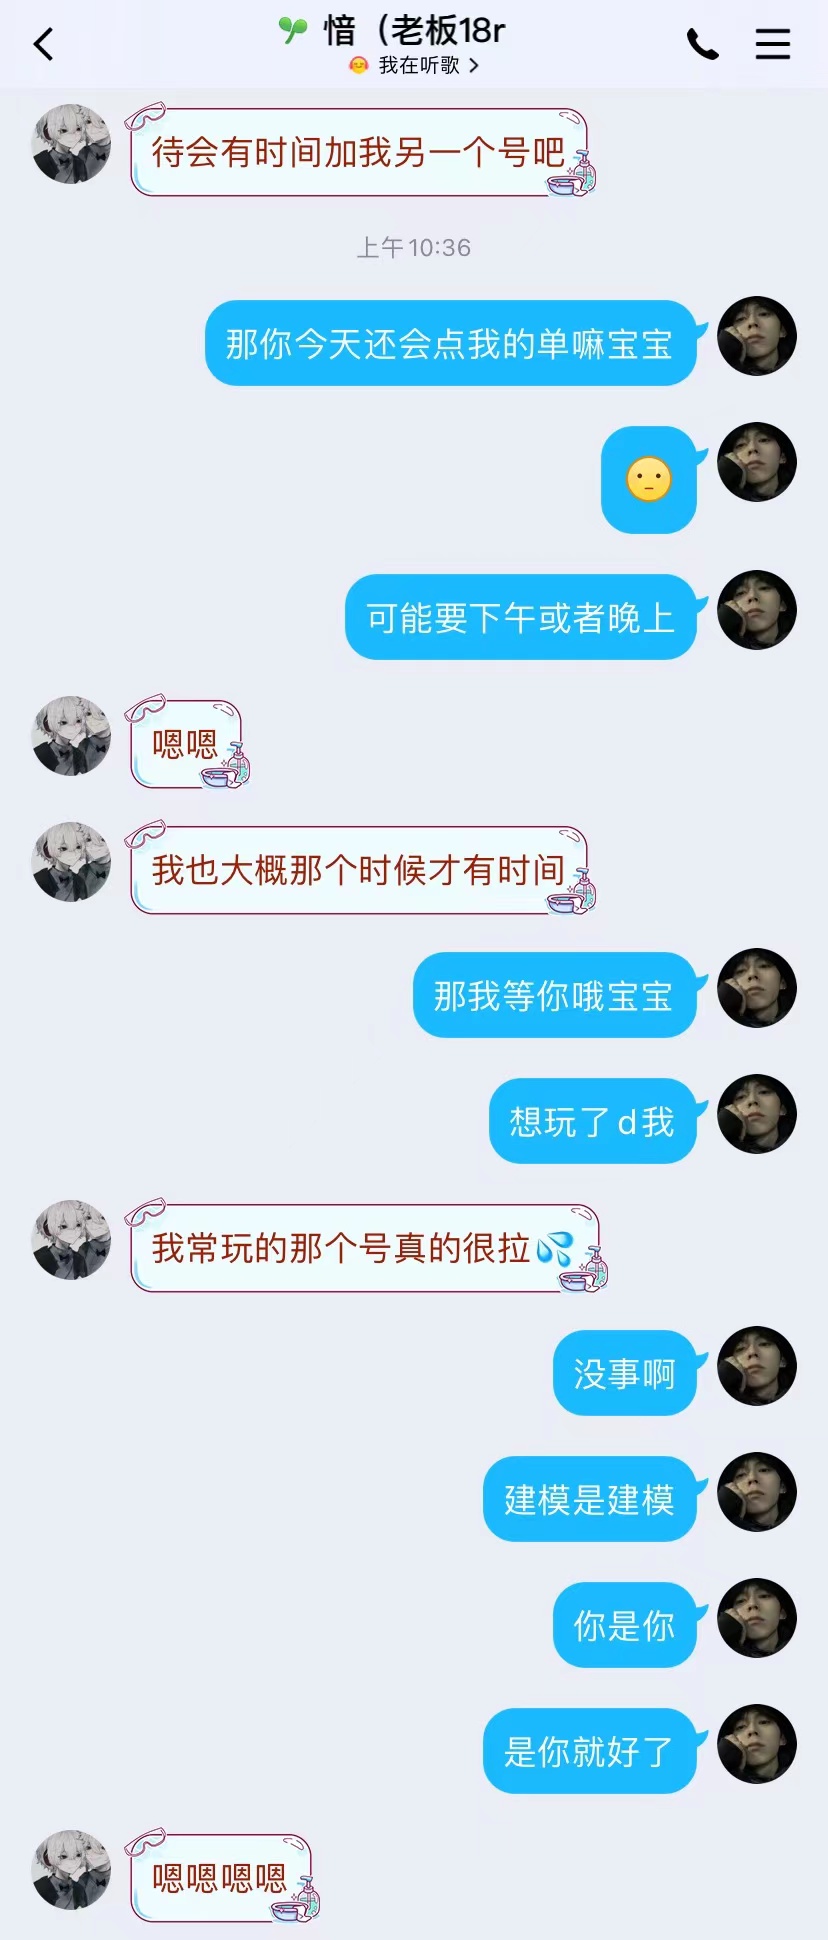 愔（老板18r
我在听歌
待会有时间加我另一个号吧
上午10:36
那你今天还会点我的单嘛宝宝
可能要下午或者晚上
嗯嗯
我也大概那个时候才有时间
那我等你哦宝宝
想玩了d我
我常玩的那个号真的很拉💦
没事啊
建模是建模
你是你
是你就好了
嗯嗯嗯嗯